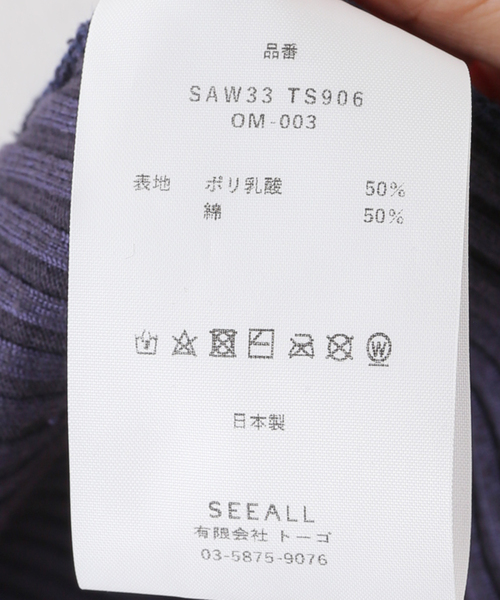 品番
SAW33 TS906
OM-003
表地 ポリ乳酸 50%
綿 50%
W
日本製
SEEALL
有限会社 トーゴ
03-5875-9076